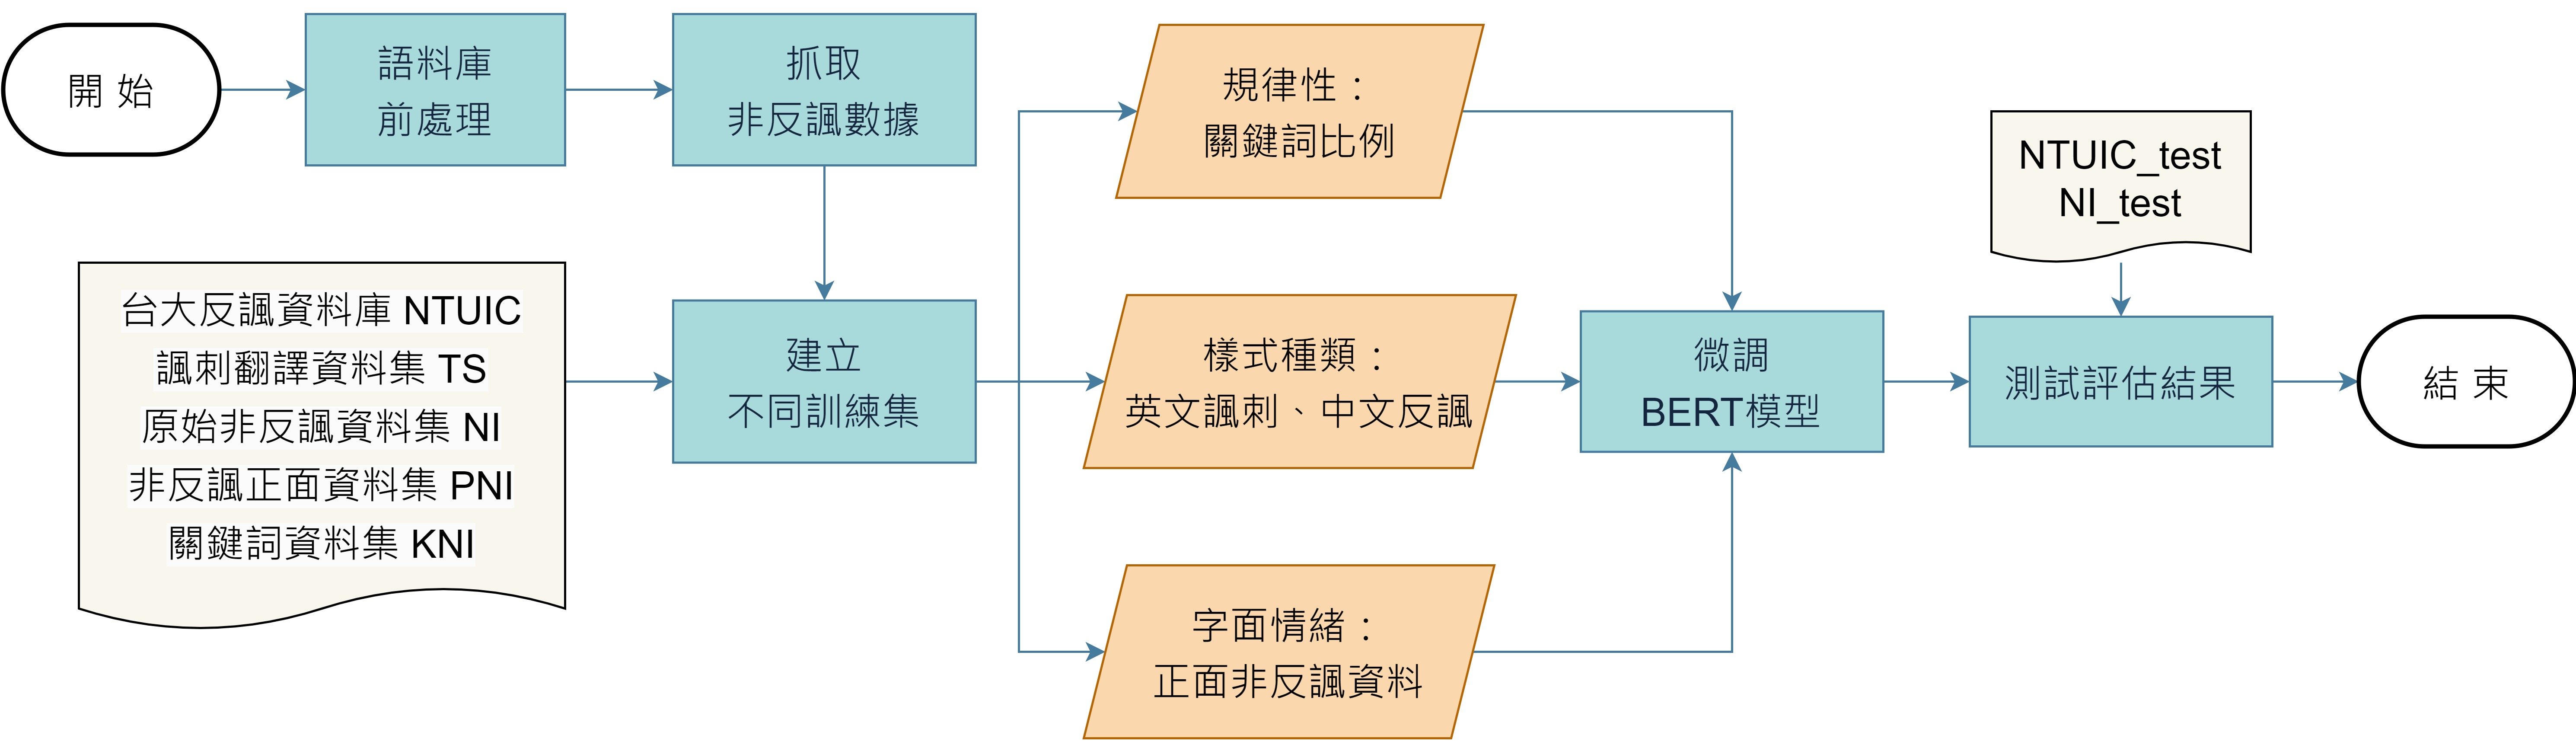 開 始
語料庫
前處理
抓取
非反諷數據
台大反諷資料庫 NTUIC
諷刺翻譯資料集 TS
原始非反諷資料集 NI
非反諷正面資料集 PNI
關鍵詞資料集 KNI
建立
不同訓練集
規律性：
關鍵詞比例
樣式種類：
英文諷刺、中文反諷
字面情緒：
正面非反諷資料
微調
BERT模型
NTUIC_test
NI_test
測試評估結果
結 束